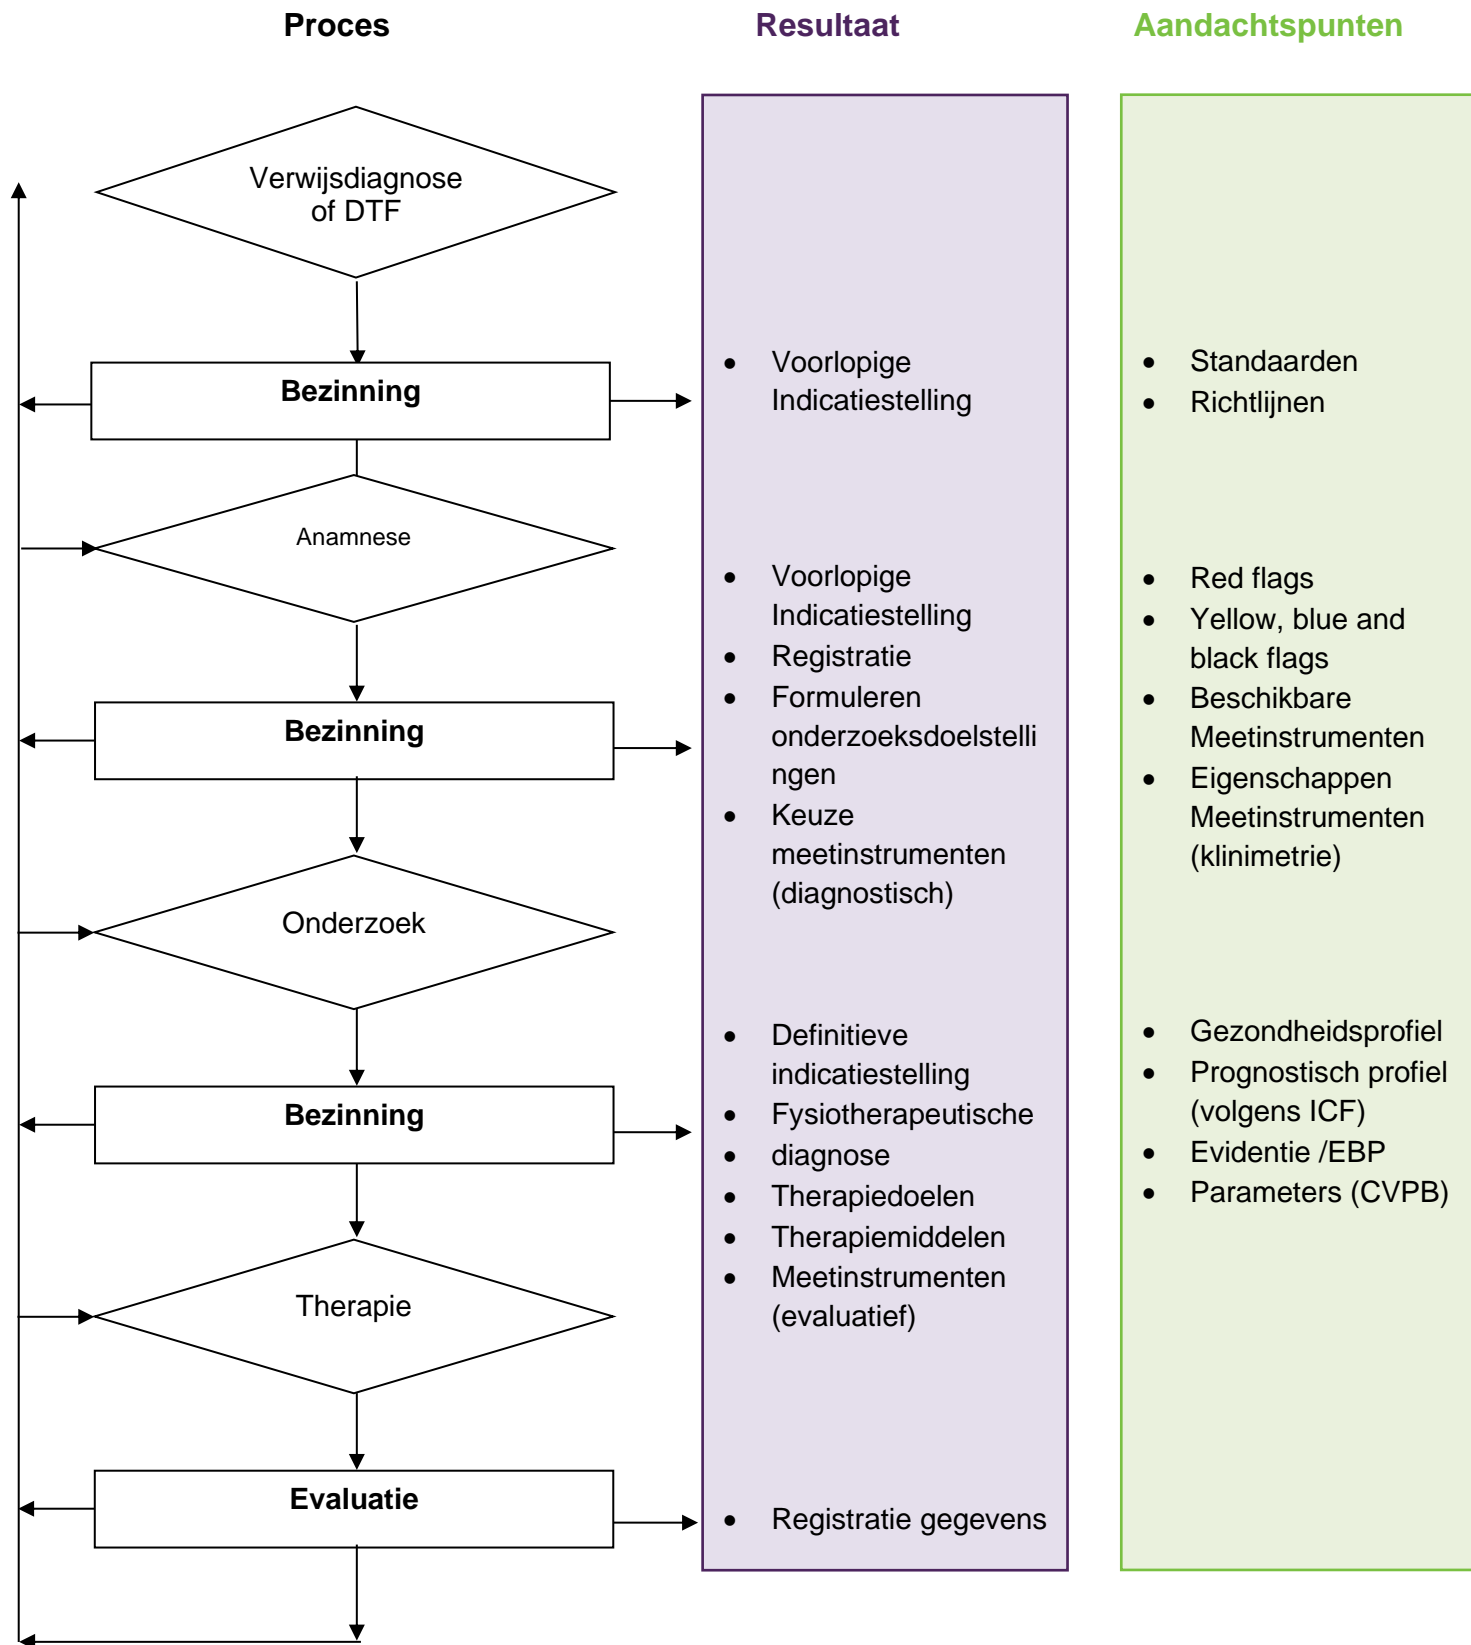 Proces
Resultaat
Aandachtspunten
Verwijsdiagnose
of DTF
Bezinning
Anamnese
Bezinning
Onderzoek
Bezinning
Therapie
Evaluatie
• Voorlopige
Indicatiestelling
• Voorlopige
Indicatiestelling
• Registratie
• Formuleren
onderzoeksdoelstelli
ngen
• Keuze
meetinstrumenten
(diagnostisch)
• Definitieve
indicatiestelling
• Fysiotherapeutische
• diagnose
• Therapiedoelen
• Therapiemiddelen
• Meetinstrumenten
(evaluatief)
• Registratie gegevens
• Standaarden
• Richtlijnen
• Red flags
• Yellow, blue and
black flags
• Beschikbare
Meetinstrumenten
• Eigenschappen
Meetinstrumenten
(klinimetrie)
• Gezondheidsprofiel
• Prognostisch profiel
(volgens ICF)
• Evidentie /EBP
• Parameters (CVPB)